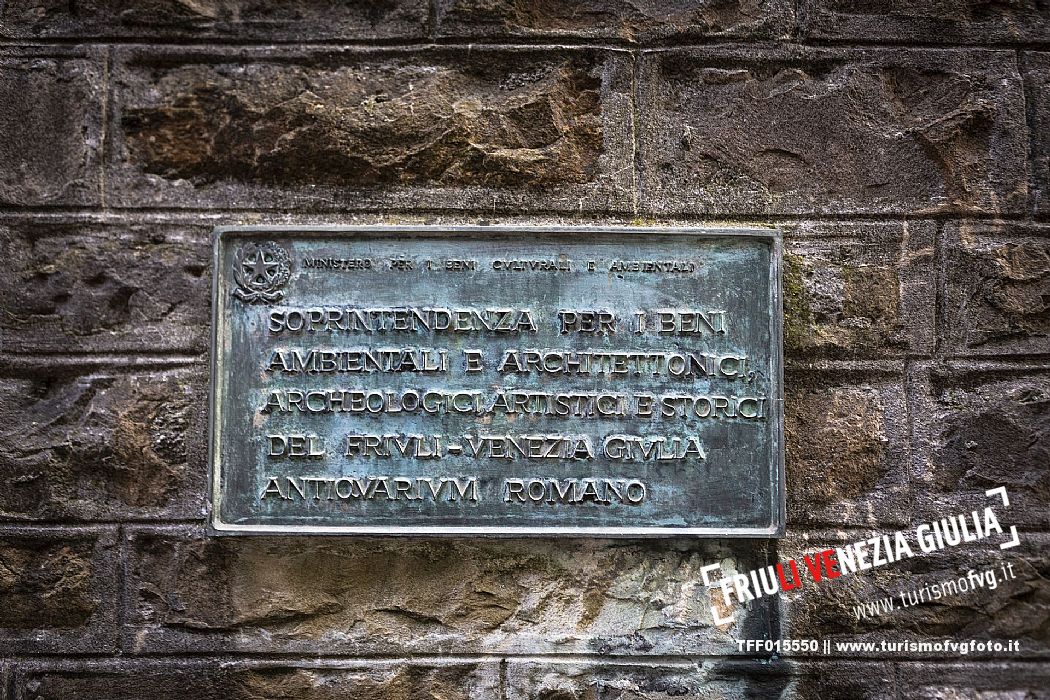 MINISTERO PER I BENI CVLTVRALI E AMBIENTALI
SOPRINTENDENZA PER I BENI
AMBIENTALI E ARCHITETTONICI,
ARCHEOLOGICI, ARTISTICI E STORICI
DEL FRIVLI-VENEZIA GIVLIA
ANTIQVARIVM ROMANO
FRIULI VENEZIA GIULIA
www.turismofvg.it
TFF015550 || www.turismofvgfoto.it